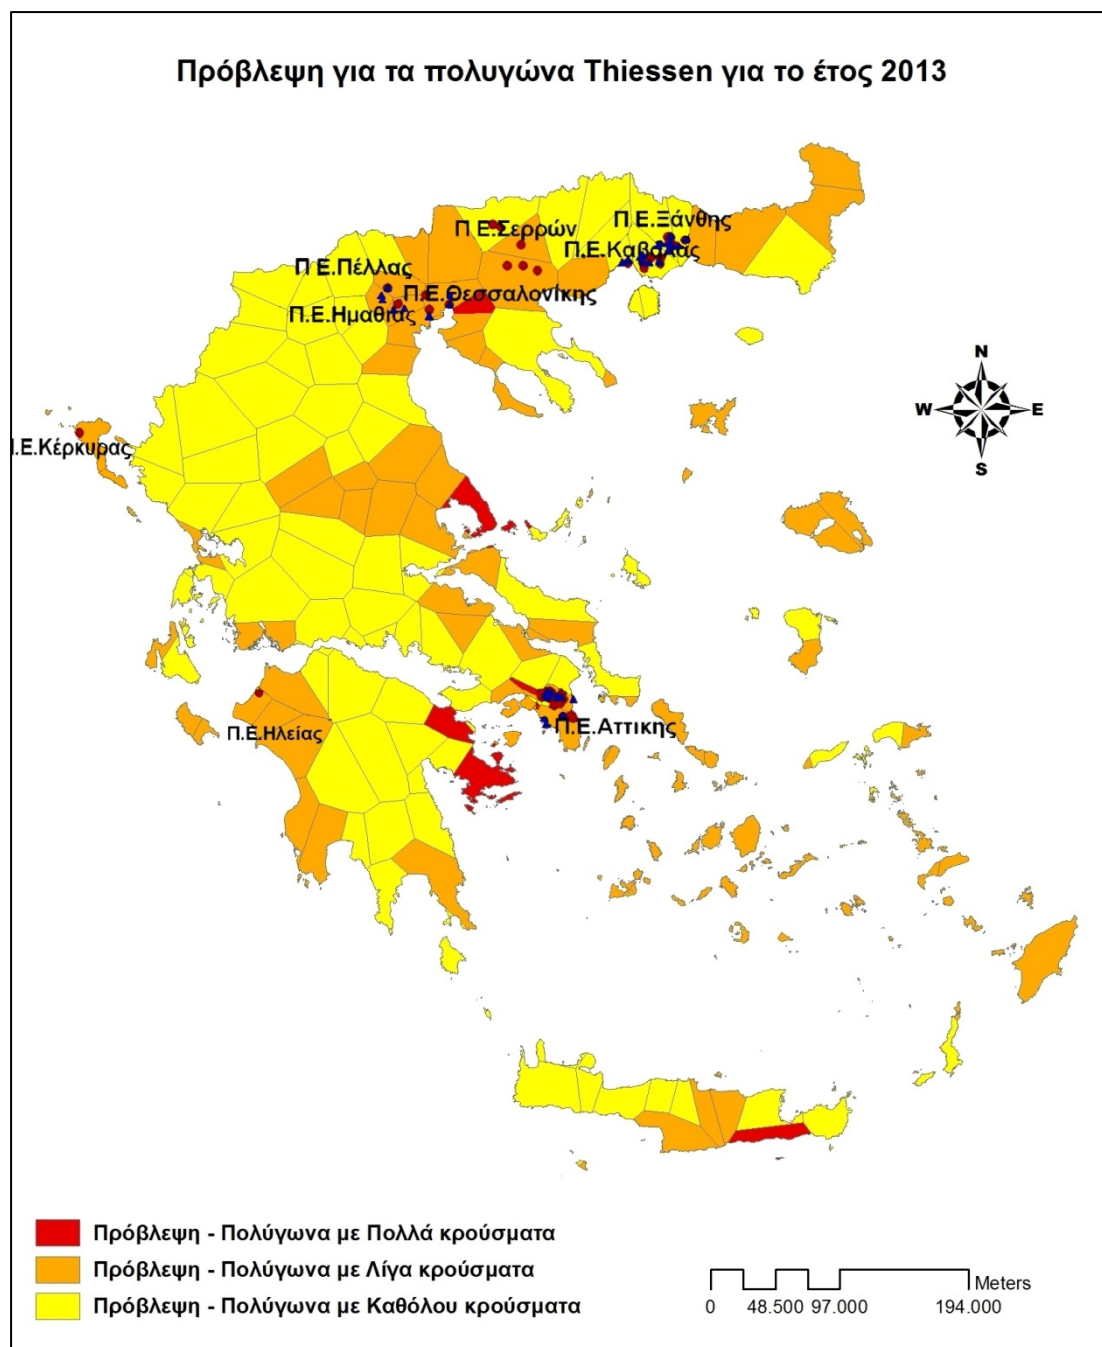 Πρόβλεψη για τα πολυγώνα Thiessen για το έτος 2013
Π Ε.Σερρών
Π Ε.Ξάνθης
Π.Ε.Καβάλας
Π Ε.Πέλλας
Π.Ε.Θεσσαλονίκης
Π.Ε.Ημαθίας
N
W E
S
Ι.Ε.Κέρκυρας
Π.Ε.Ηλείας
Π.Ε.Αττικης
Πρόβλεψη - Πολύγωνα με Πολλά κρούσματα
Πρόβλεψη - Πολύγωνα με Λίγα κρούσματα
Πρόβλεψη - Πολύγωνα με Καθόλου κρούσματα
Meters
0 48.500 97.000 194.000